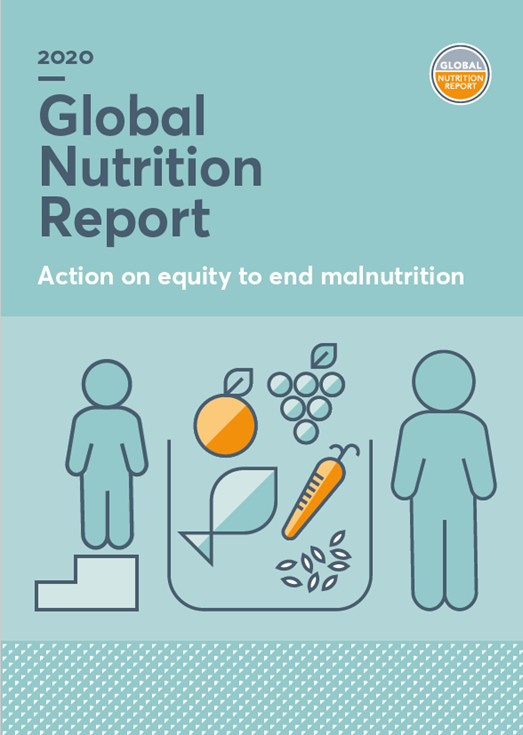 2020
GLOBAL
NUTRITION
REPORT
Global
Nutrition
Report
Action on equity to end malnutrition